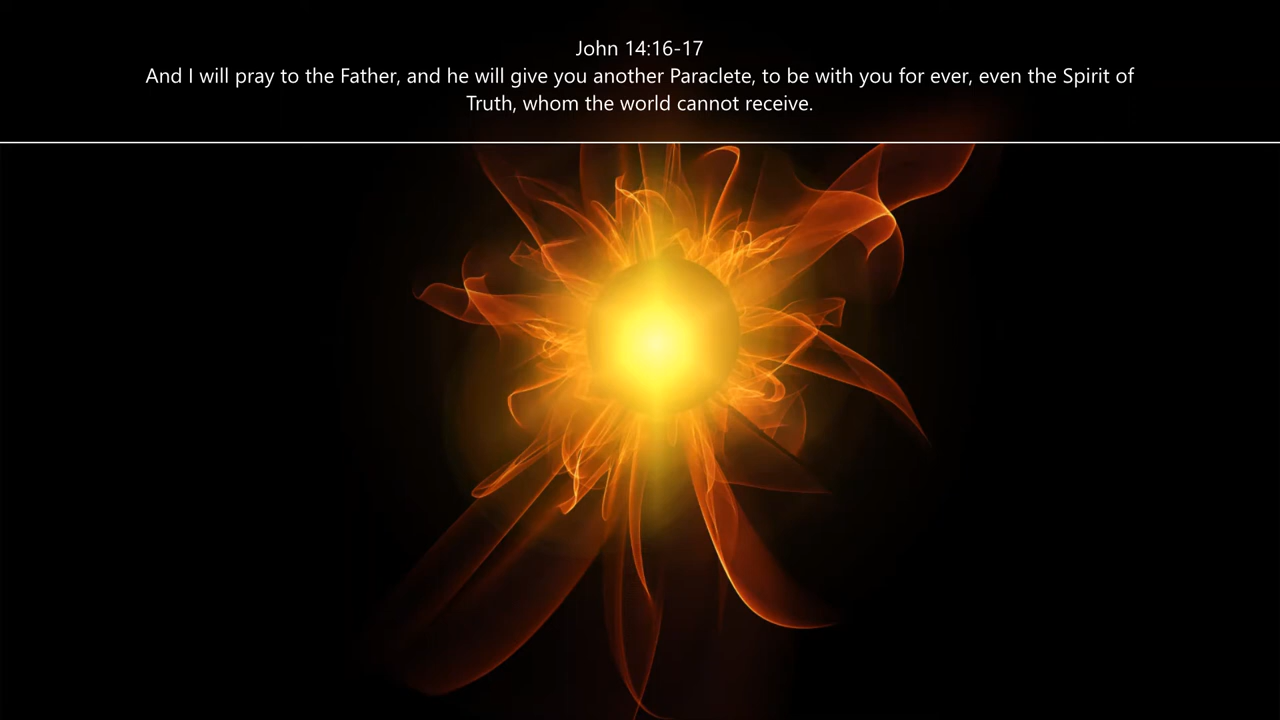 John 14:16-17
And I will pray to the Father, and he will give you another Paraclete, to be with you for ever, even the Spirit of
Truth, whom the world cannot receive.